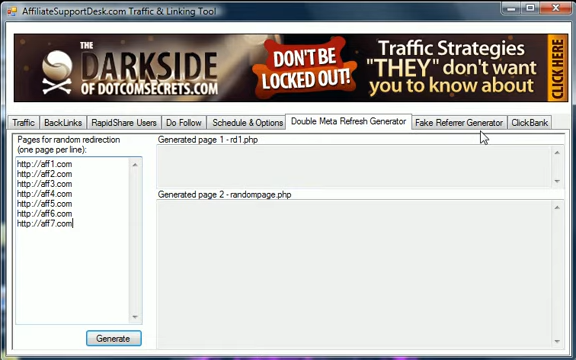 AffiliateSupportDesk.com Traffic & Linking Tool
THE
DARKSIDE
OF DOTCOMSECRETS.COM
DON'T BE
LOCKED OUT!
Traffic Strategies
"THEY" don't want
you to know about
CLICK HERE
Traffic
BackLinks
RapidShare Users
Do Follow
Schedule & Options
Double Meta Refresh Generator
Fake Referrer Generator
ClickBank
Pages for random redirection
(one page per line):
http://aff1.com
http://aff2.com
http://aff3.com
http://aff4.com
http://aff5.com
http://aff6.com
http://aff7.com
Generate
Generated page 1 - rd1.php
Generated page 2 - randompage.php